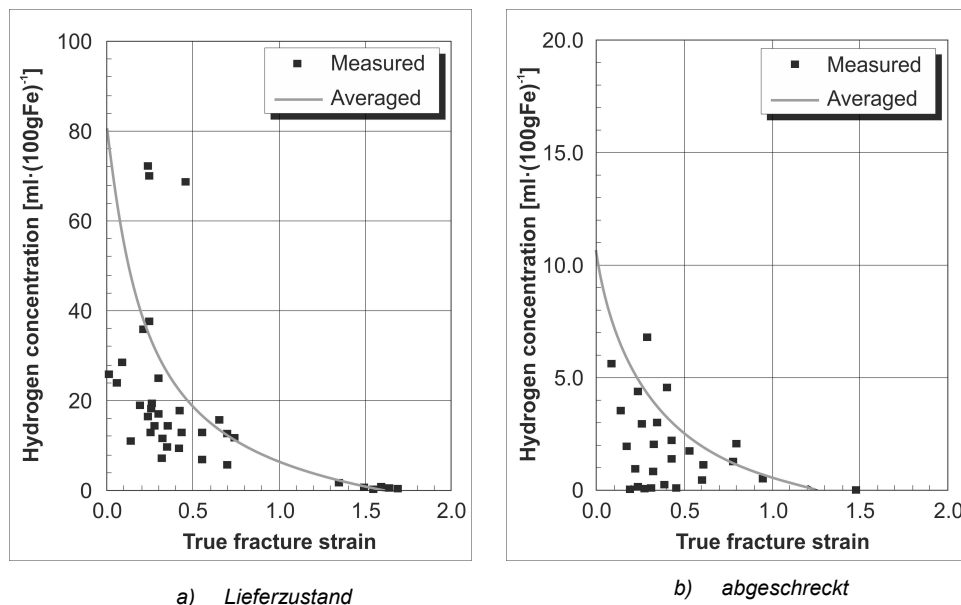 Hydrogen concentration [ml·(100gFe)⁻¹]
100
80
60
40
20
0
0.0 0.5 1.0 1.5 2.0
True fracture strain
Measured
Averaged
a) Lieferzustand
Hydrogen concentration [ml·(100gFe)⁻¹]
20.0
15.0
10.0
5.0
0.0
0.0 0.5 1.0 1.5 2.0
True fracture strain
Measured
Averaged
b) abgeschreckt